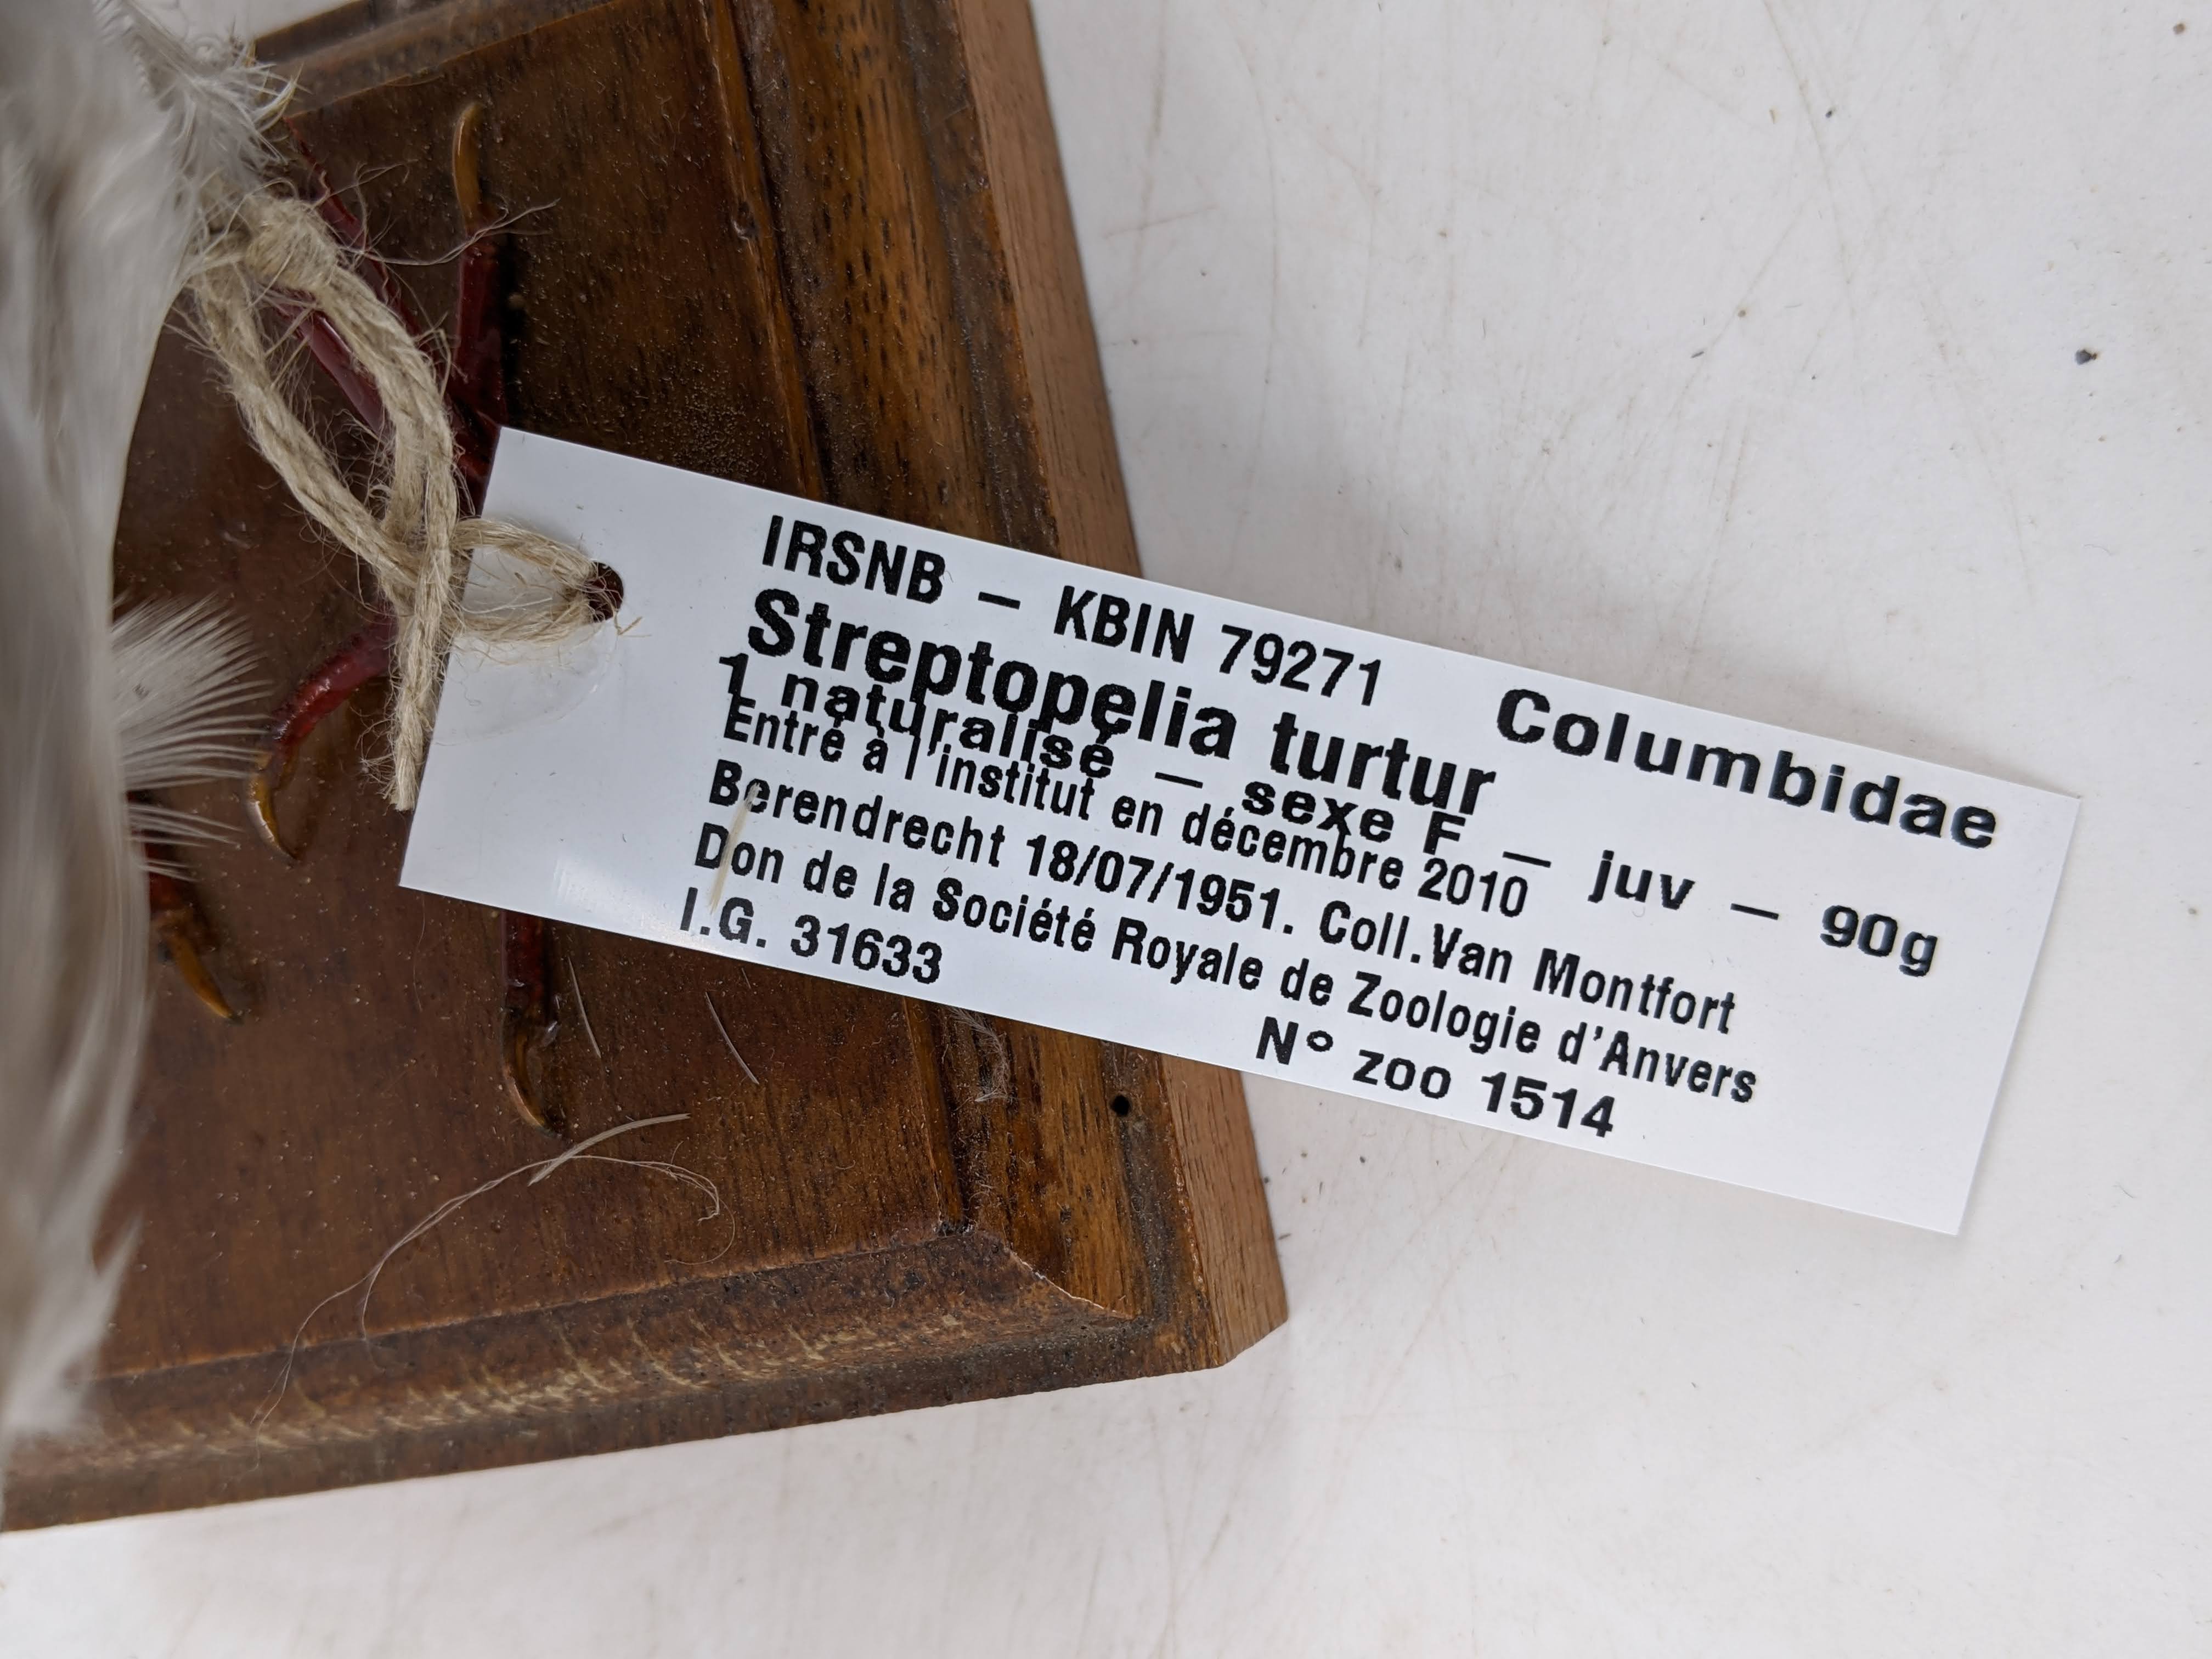 IRSNB – KBIN 79271 Columbidae
Streptopelia turtur
1 naturalisé – sexe F – juv – 90g
Entré à l'institut en décembre 2010
Berendrecht 18/07/1951. Coll.Van Montfort
Don de la Société Royale de Zoologie d'Anvers
I.G. 31633 N° zoo 1514